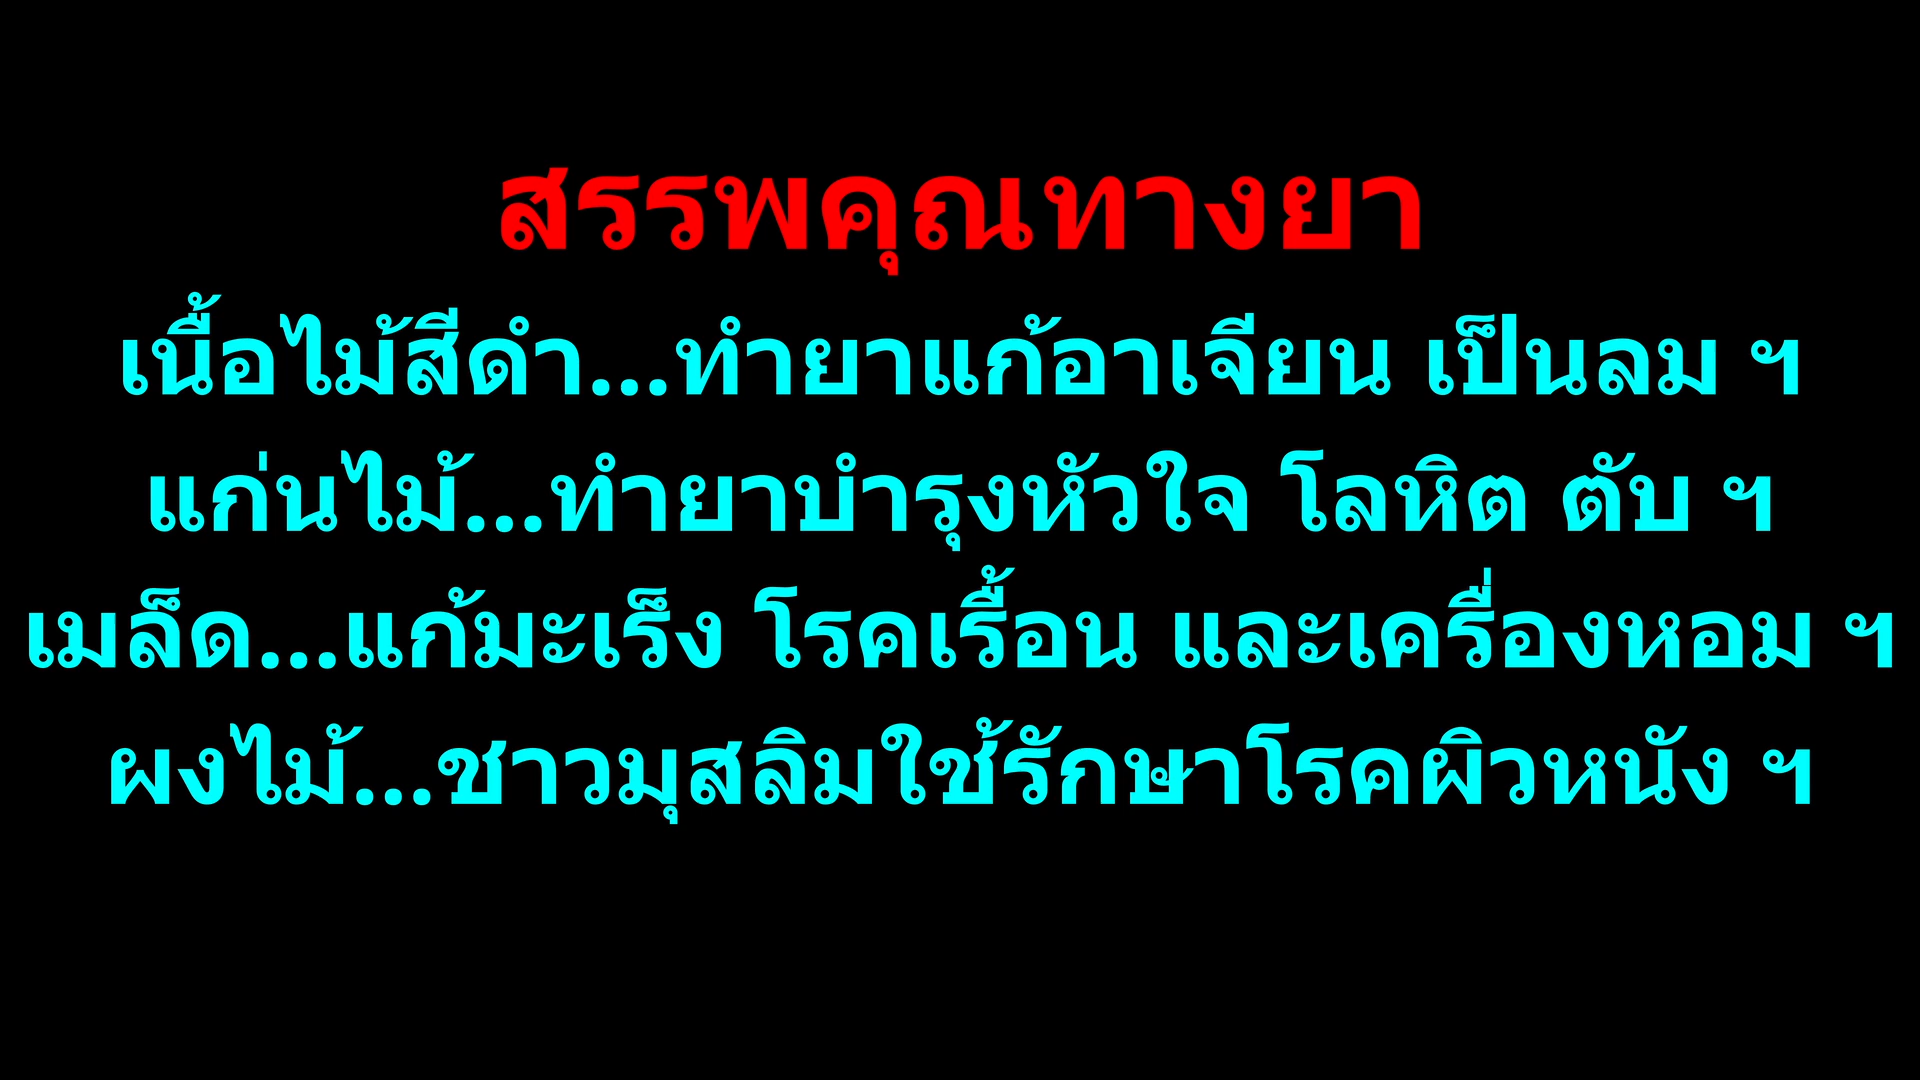 สรรพคุณทางยา
เนื้อไม้สีดำ...ทำยาแก้อาเจียน เป็นลม ฯ
แก่นไม้...ทำยาบำรุงหัวใจ โลหิต ตับ ฯ
เมล็ด...แก้มะเร็ง โรคเรื้อน และเครื่องหอม ฯ
ผงไม้...ชาวมุสลิมใช้รักษาโรคผิวหนัง ฯ